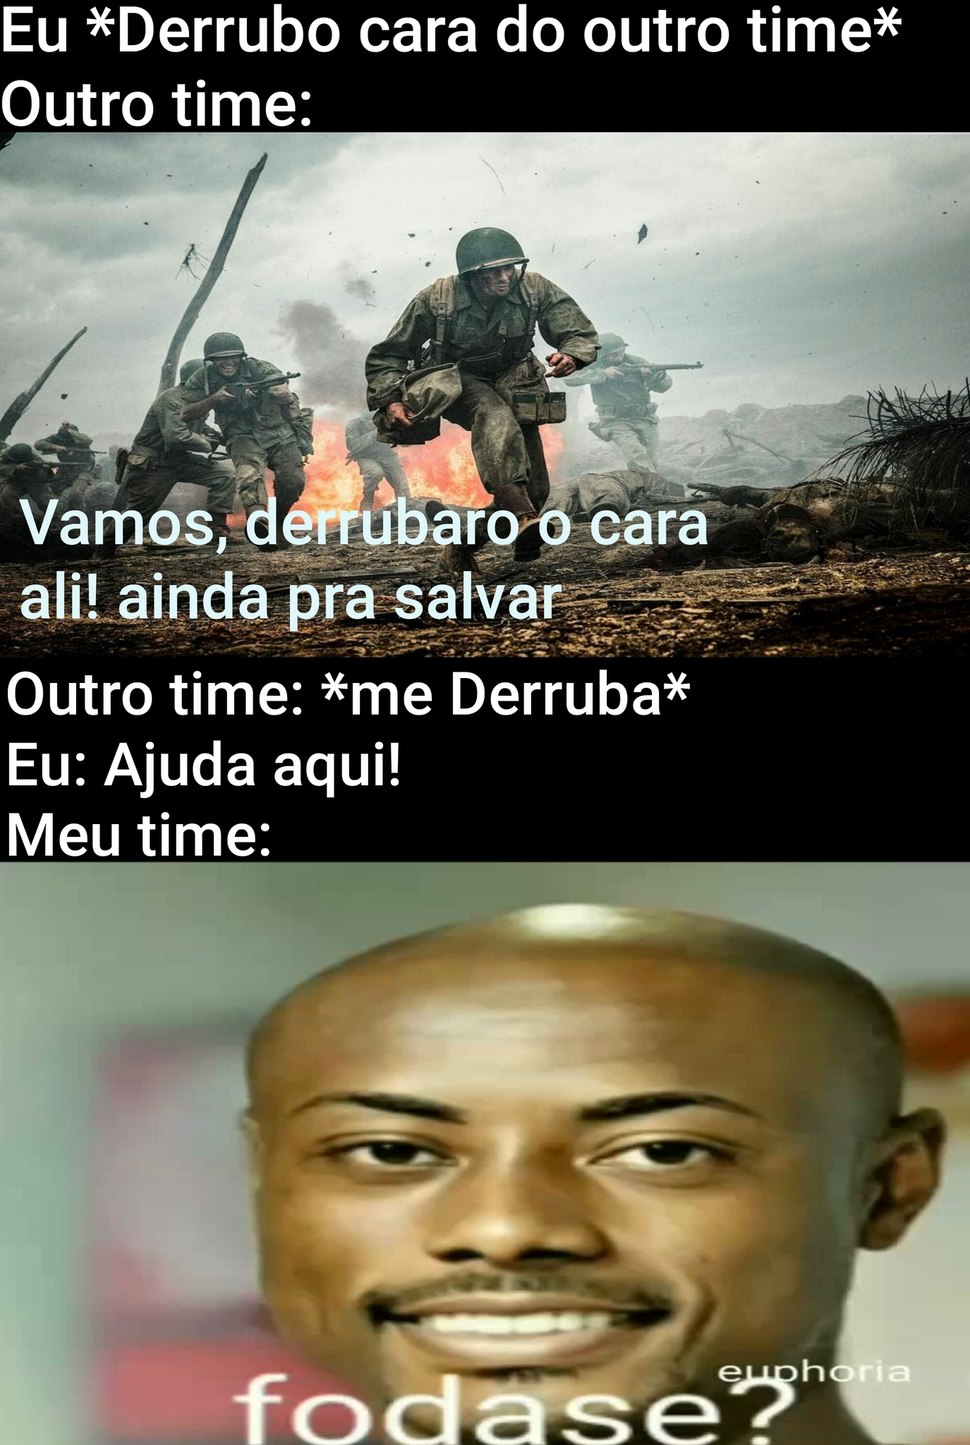 Eu *Derrubo cara do outro time*
Outro time:
Vamos, derrubaro o cara
ali! ainda pra salvar
Outro time: *me Derruba*
Eu: Ajuda aqui!
Meu time:
euphoria
fodase?